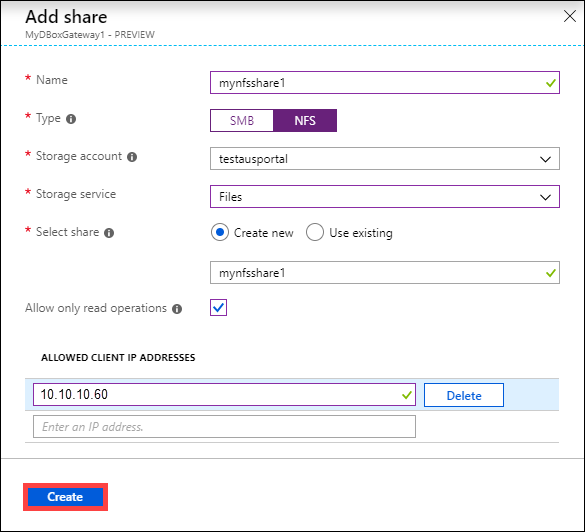 Add share
MyDBoxGateway1 - PREVIEW
* Name
mynfsshare1
* Type
SMB
NFS
* Storage account
testausportal
* Storage service
Files
* Select share
Create new
Use existing
mynfsshare1
Allow only read operations
ALLOWED CLIENT IP ADDRESSES
10.10.10.60
Delete
Enter an IP address.
Create